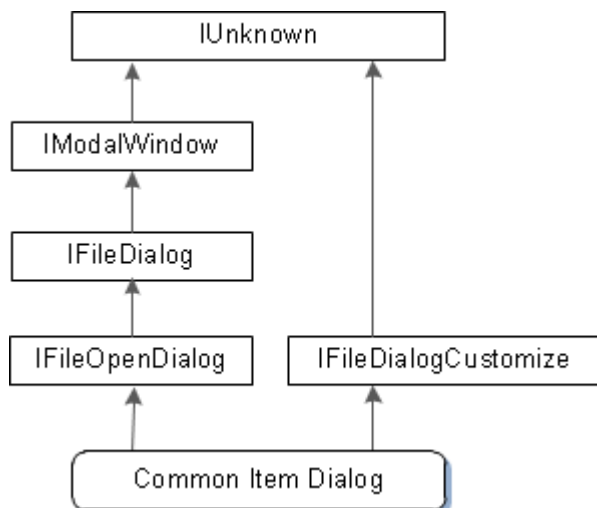 IUnknown
IModalWindow
IFileDialog
IFileOpenDialog
IFileDialogCustomize
Common Item Dialog